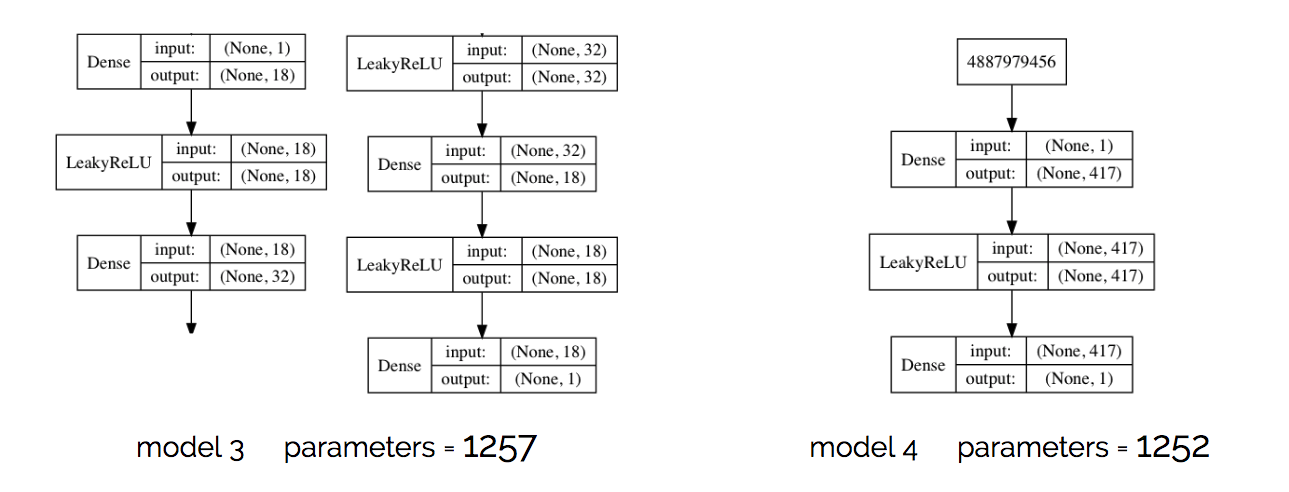 Dense input: (None, 1)
output: (None, 18)
LeakyReLU input: (None, 18)
output: (None, 18)
Dense input: (None, 18)
output: (None, 32)
LeakyReLU input: (None, 32)
output: (None, 32)
Dense input: (None, 32)
output: (None, 18)
LeakyReLU input: (None, 18)
output: (None, 18)
Dense input: (None, 18)
output: (None, 1)
model 3 parameters = 1257
4887979456
Dense input: (None, 1)
output: (None, 417)
LeakyReLU input: (None, 417)
output: (None, 417)
Dense input: (None, 417)
output: (None, 1)
model 4 parameters = 1252